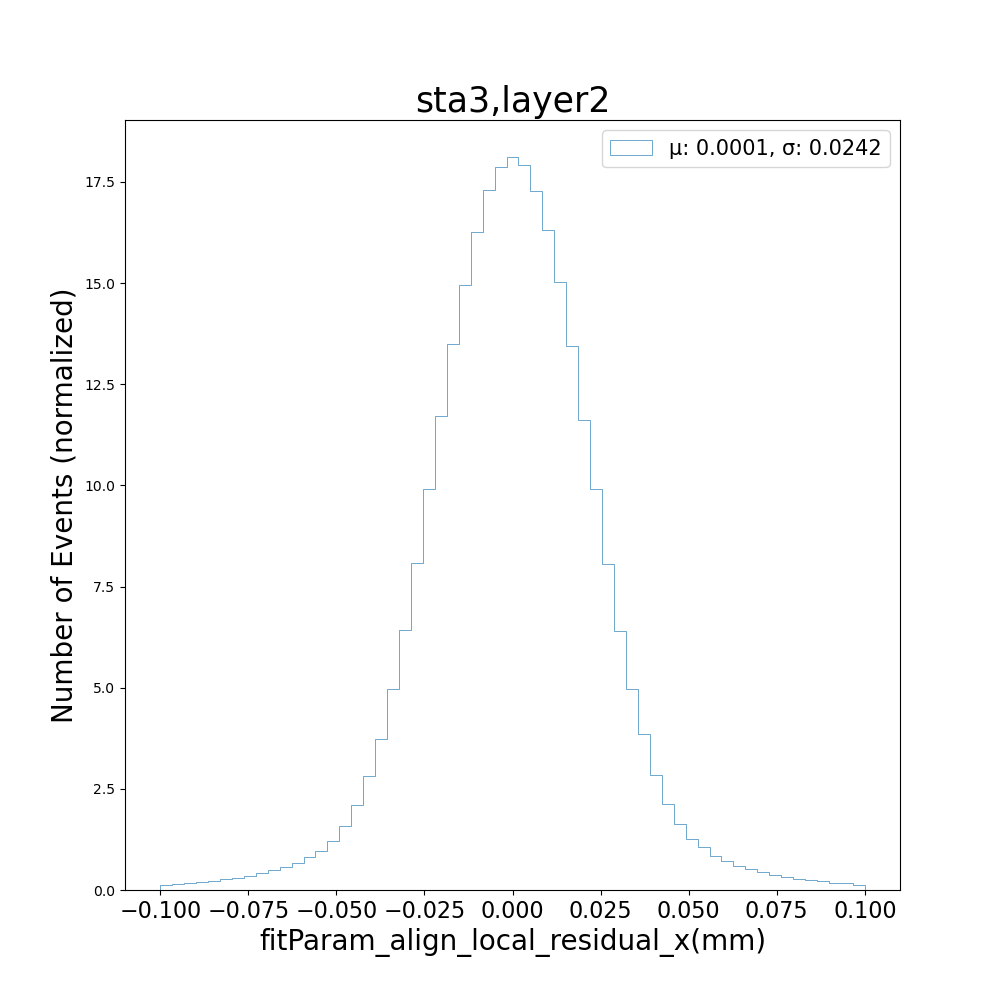 sta3,layer2
μ: 0.0001, σ: 0.0242
Number of Events (normalized)
17.5
15.0
12.5
10.0
7.5
5.0
2.5
0.0
−0.100 −0.075 −0.050 −0.025 0.000 0.025 0.050 0.075 0.100
fitParam_align_local_residual_x(mm)